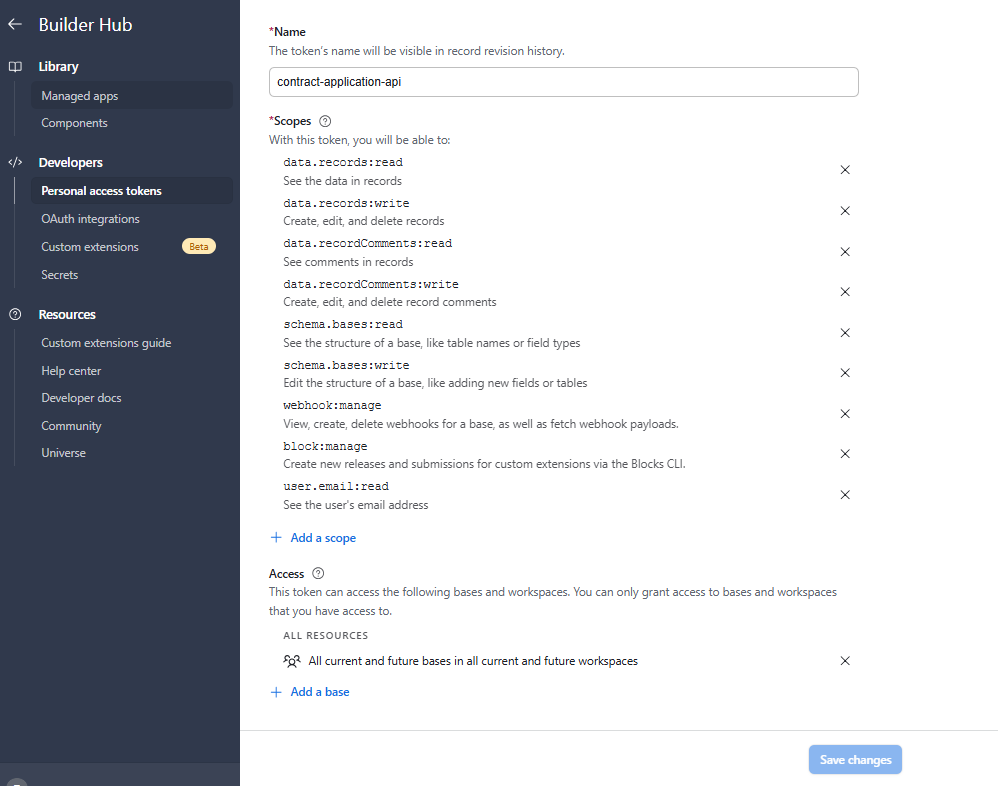 Builder Hub
Library
Managed apps
Components
Developers
Personal access tokens
OAuth integrations
Custom extensions Beta
Secrets
Resources
Custom extensions guide
Help center
Developer docs
Community
Universe
*Name
The token's name will be visible in record revision history.
contract-application-api
*Scopes
With this token, you will be able to:
data.records:read
See the data in records
data.records:write
Create, edit, and delete records
data.recordComments:read
See comments in records
data.recordComments:write
Create, edit, and delete record comments
schema.bases:read
See the structure of a base, like table names or field types
schema.bases:write
Edit the structure of a base, like adding new fields or tables
webhook:manage
View, create, delete webhooks for a base, as well as fetch webhook payloads.
block:manage
Create new releases and submissions for custom extensions via the Blocks CLI.
user.email:read
See the user's email address
+ Add a scope
Access
This token can access the following bases and workspaces. You can only grant access to bases and workspaces
that you have access to.
ALL RESOURCES
All current and future bases in all current and future workspaces
+ Add a base
Save changes